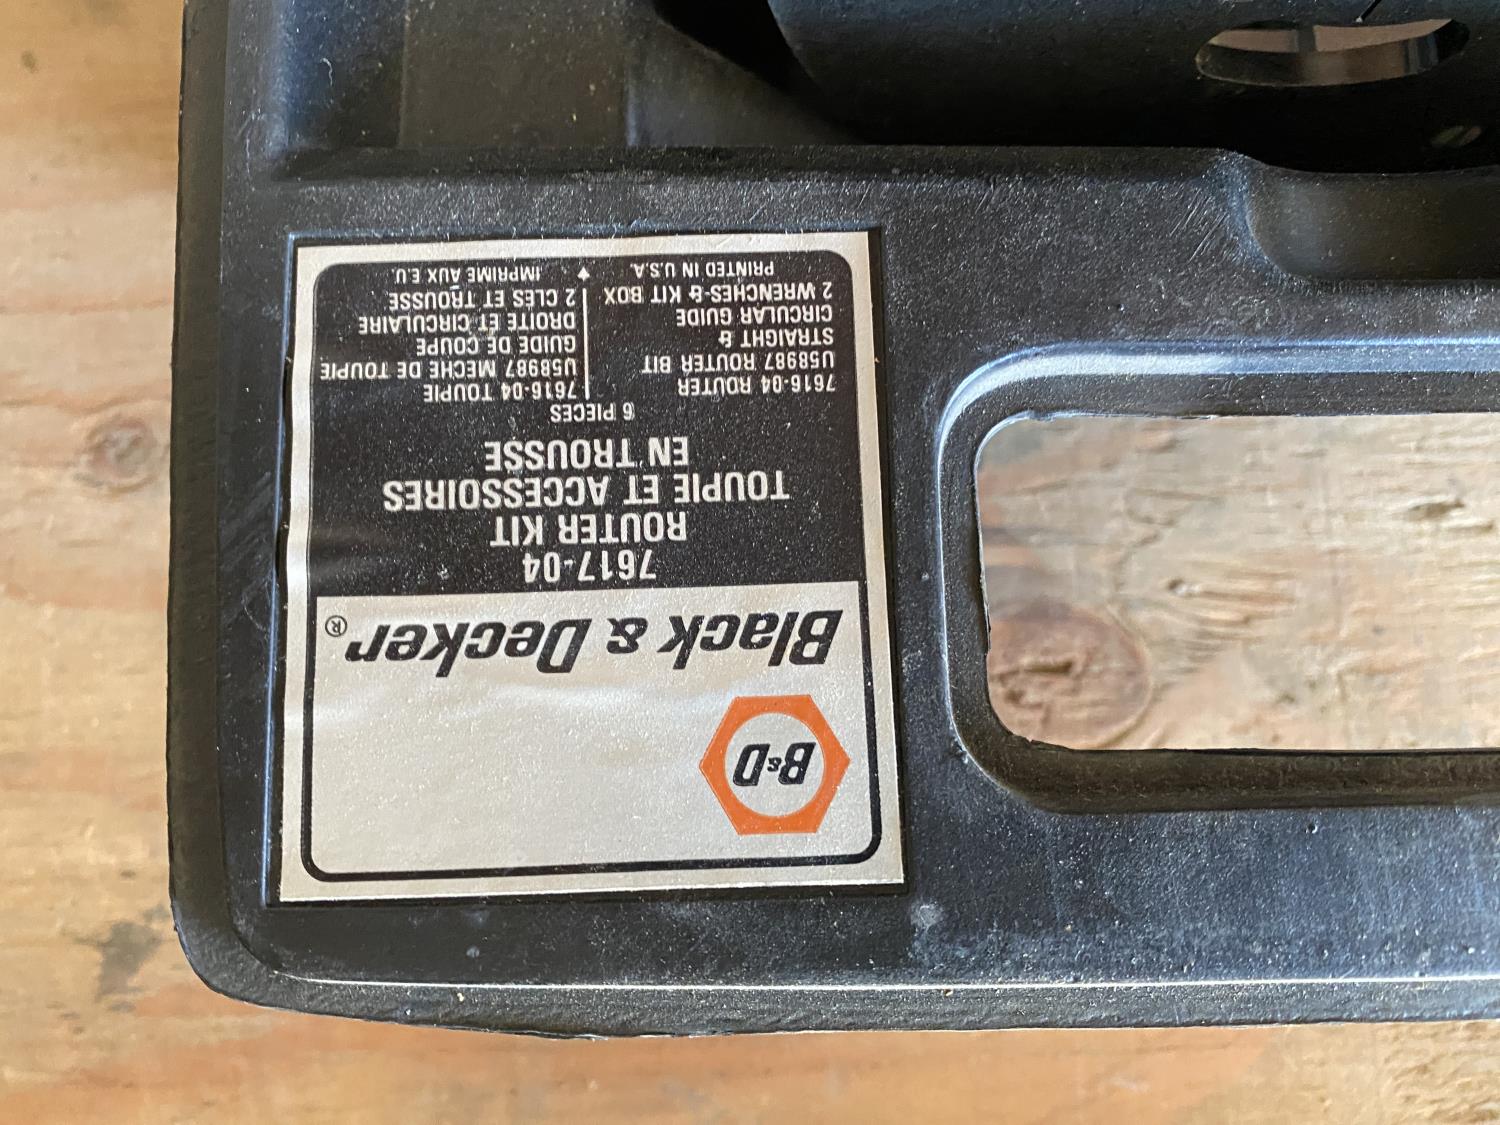 B&D
Black & Decker®
7617-04
ROUTER KIT
TOUPIE ET ACCESSOIRES
EN TROUSSE
6 PIECES
7616-04 ROUTER
U58987 ROUTER BIT
STRAIGHT &
CIRCULAR GUIDE
2 WRENCHES & KIT BOX
PRINTED IN U.S.A.
7616-04 TOUPIE
U58987 MECHE DE TOUPIE
GUIDE DE COUPE
DROITE ET CIRCULAIRE
2 CLES ET TROUSSE
IMPRIMÉ AUX E.U.